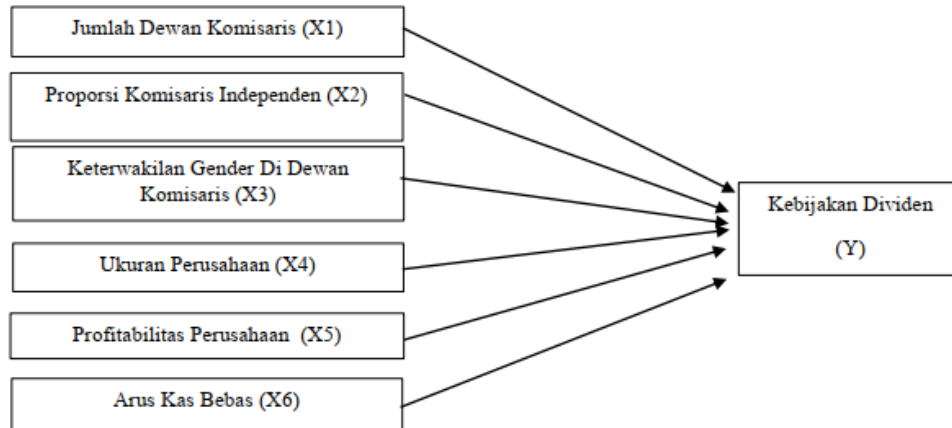 Jumlah Dewan Komisaris (X1)
Proporsi Komisaris Independen (X2)
Keterwakilan Gender Di Dewan
Komisaris (X3)
Ukuran Perusahaan (X4)
Profitabilitas Perusahaan (X5)
Arus Kas Bebas (X6)
Kebijakan Dividen
(Y)